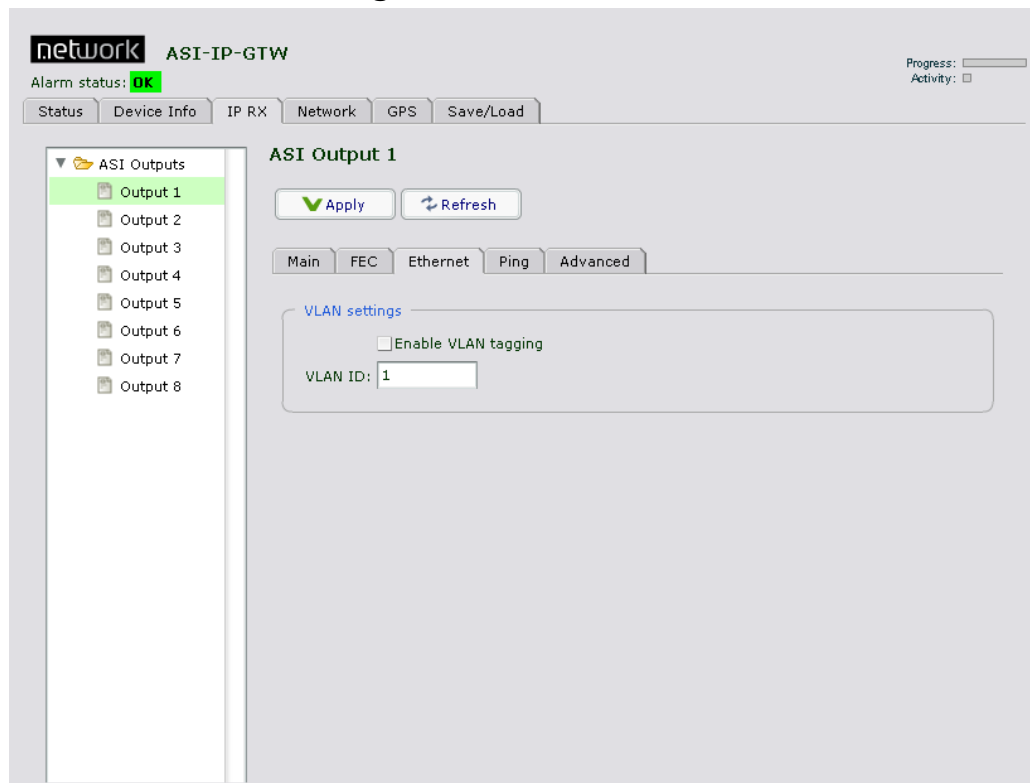 network ASI-IP-GTW
Progress:
Alarm status: OK
Activity:
Status Device Info IP RX Network GPS Save/Load
ASI Outputs
Output 1
Output 2
Output 3
Output 4
Output 5
Output 6
Output 7
Output 8
ASI Output 1
Apply Refresh
Main FEC Ethernet Ping Advanced
VLAN settings
Enable VLAN tagging
VLAN ID: 1